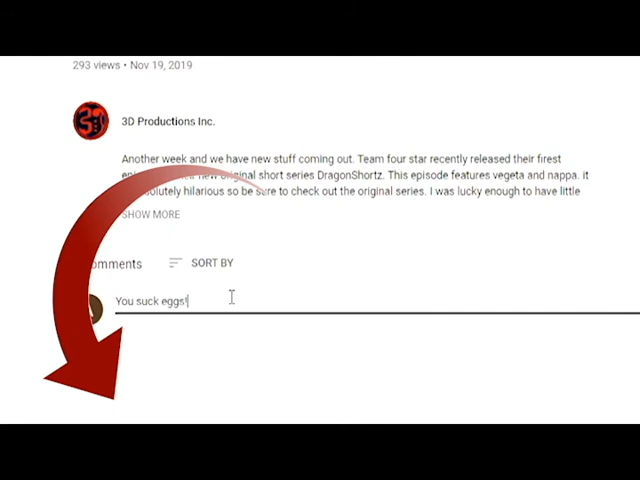 293 views • Nov 19, 2019
3D Productions Inc.
Another week and we have new stuff coming out. Team four star recently released their firest
new original short series DragonShortz. This episode features vegeta and nappa. it
hilarious so be sure to check out the original series. I was lucky enough to have little
SHOW MORE
SORT BY
You suck eggs!